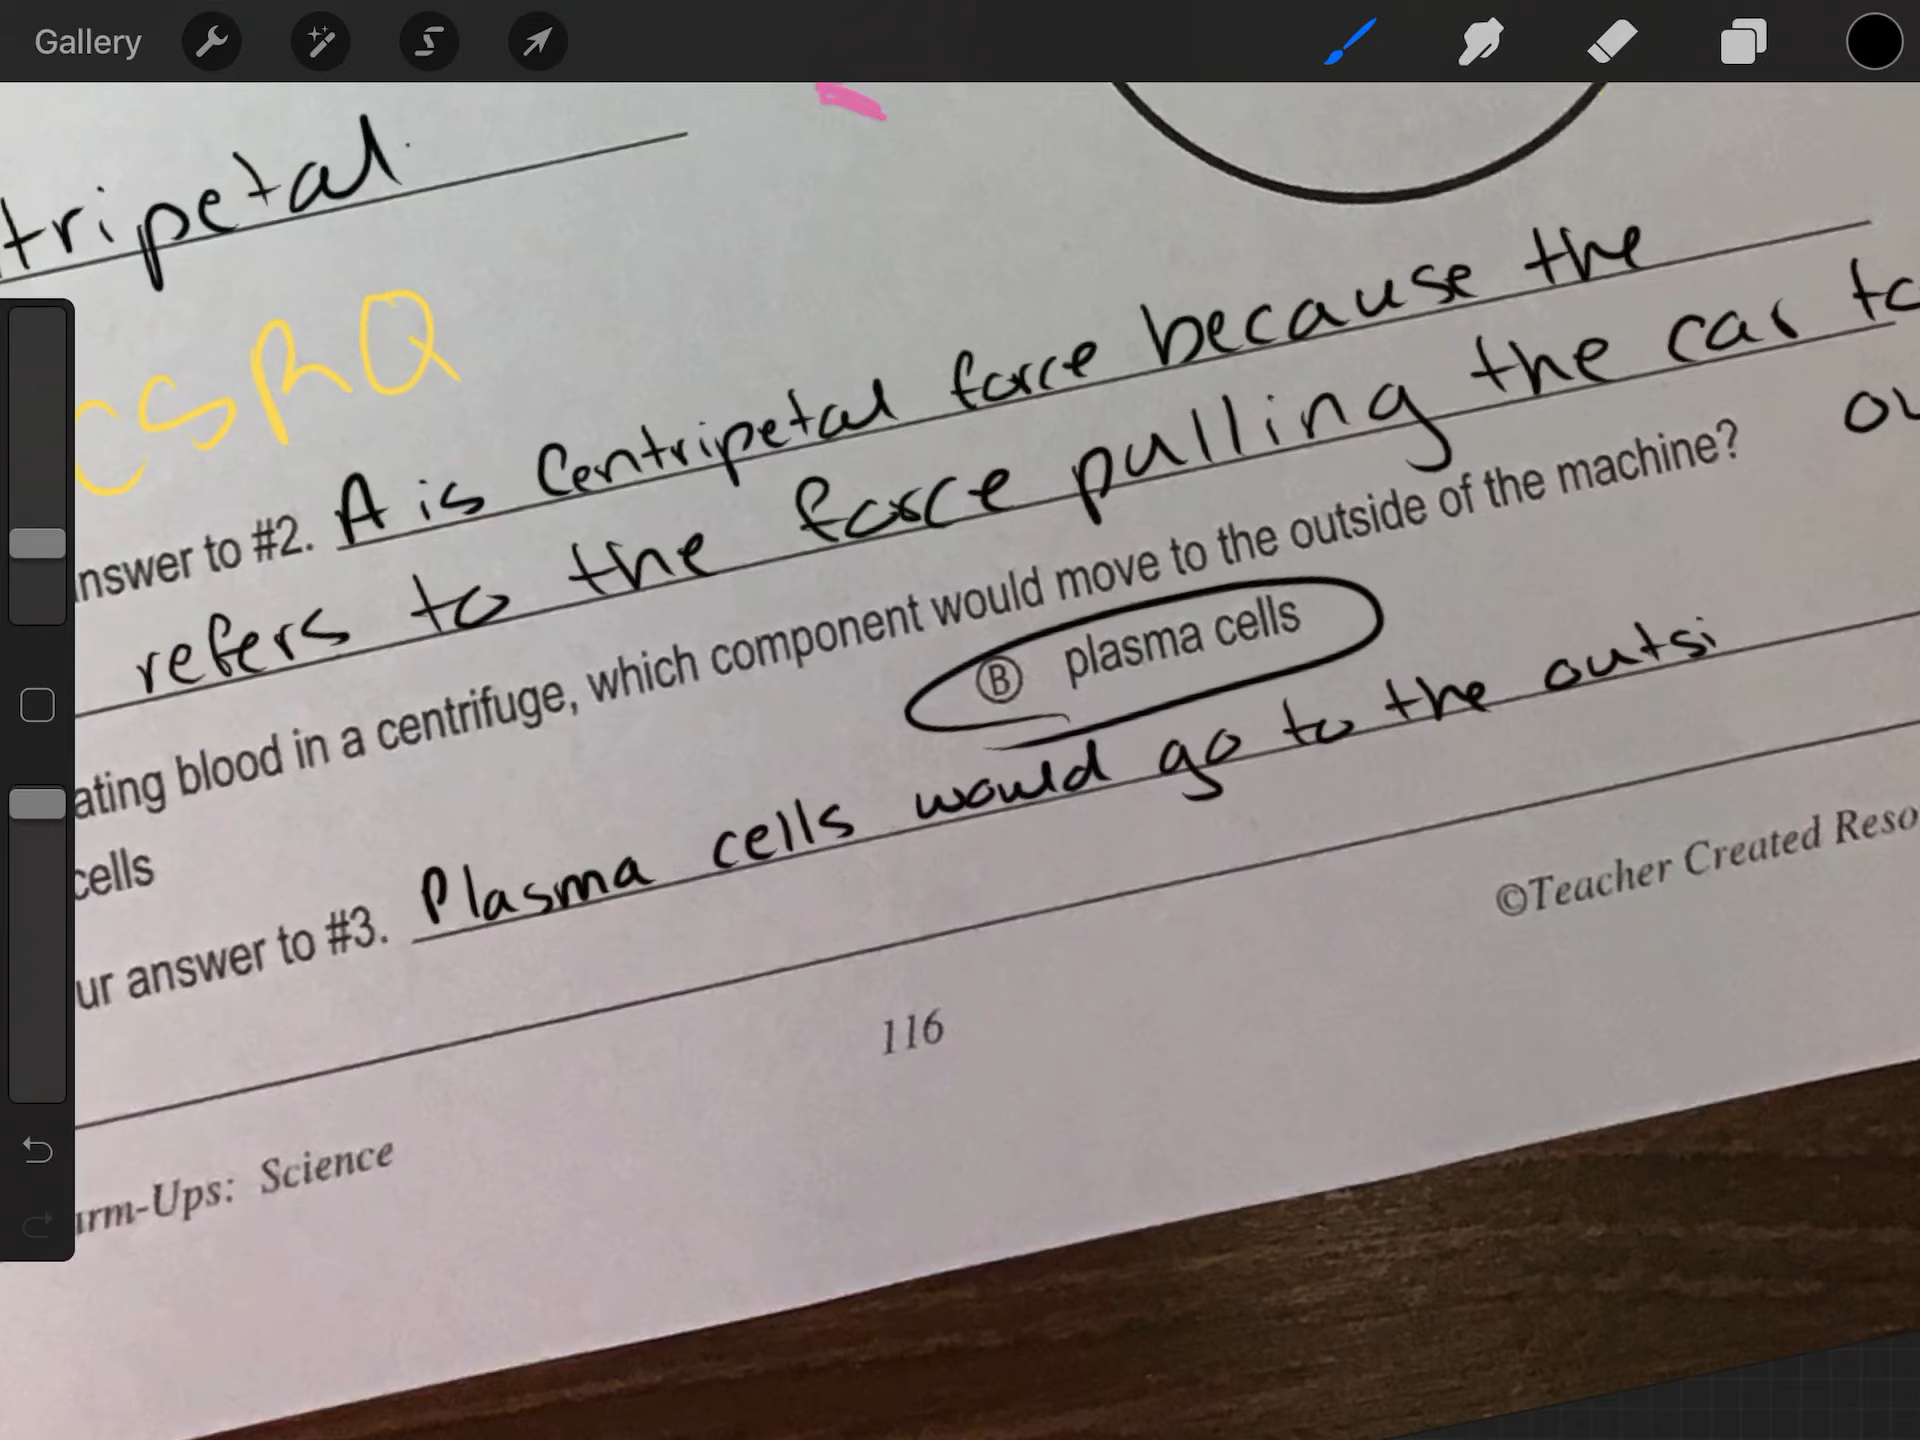 Gallery
tripetal
CSRQ
nswer to #2. A is Centripetal force because the
refers to the force pulling the car to
ou
ating blood in a centrifuge, which component would move to the outside of the machine?
cells
B plasma cells
ur answer to #3. Plasma cells would go to the outsi
©Teacher Created Reso
116
arm-Ups: Science